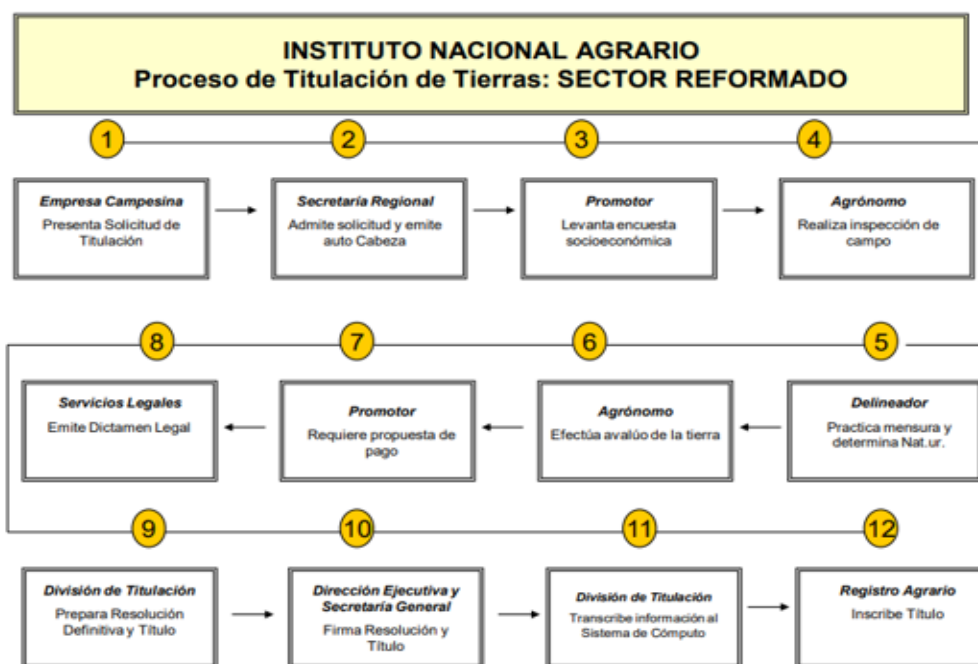 INSTITUTO NACIONAL AGRARIO
Proceso de Titulación de Tierras: SECTOR REFORMADO
1
2
3
4
Empresa Campesina
Presenta Solicitud de
Titulación
Secretaría Regional
Admite solicitud y emite
auto Cabeza
Promotor
Levanta encuesta
socioeconómica
Agrónomo
Realiza inspección de
campo
8
7
6
5
Servicios Legales
Emite Dictamen Legal
Promotor
Requiere propuesta de
pago
Agrónomo
Efectúa avalúo de la tierra
Delineador
Practica mensura y
determina Nat.ur.
9
10
11
12
División de Titulación
Prepara Resolución
Definitiva y Título
Dirección Ejecutiva y
Secretaría General
Firma Resolución y
Título
División de Titulación
Transcribe información al
Sistema de Cómputo
Registro Agrario
Inscribe Título